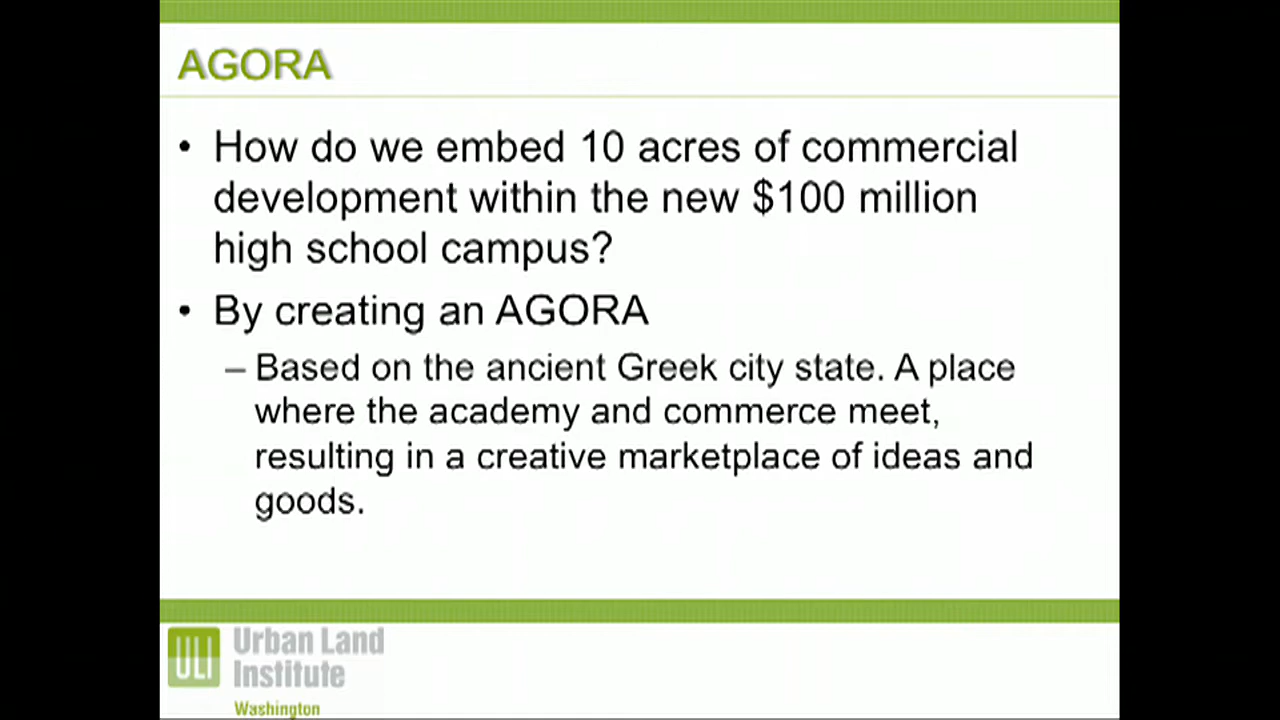 AGORA
• How do we embed 10 acres of commercial
development within the new $100 million
high school campus?
• By creating an AGORA
– Based on the ancient Greek city state. A place
where the academy and commerce meet,
resulting in a creative marketplace of ideas and
goods.
ULI
Urban Land
Institute
Washington